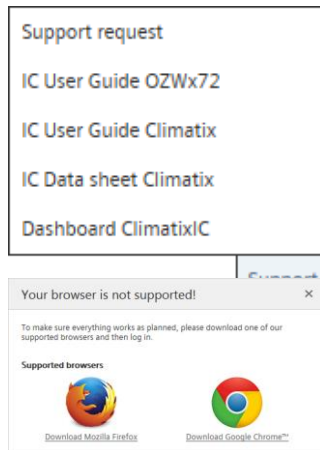 Support request
IC User Guide OZWx72
IC User Guide Climatix
IC Data sheet Climatix
Dashboard ClimatixIC
Support
Your browser is not supported! ×
To make sure everything works as planned, please download one of our
supported browsers and then log in.
Supported browsers
Download Mozilla Firefox Download Google Chrome™